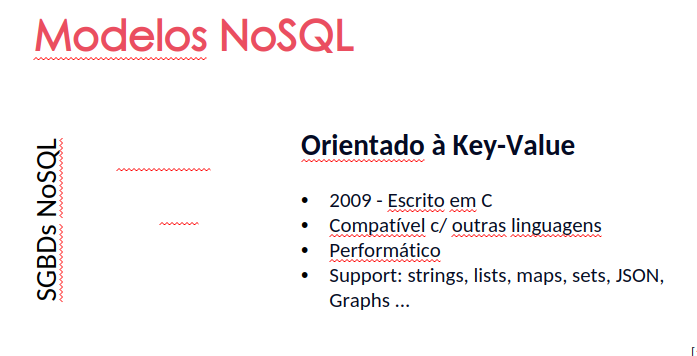 Modelos NoSQL
SGBDs NoSQL
Orientado à Key-Value
• 2009 - Escrito em C
• Compatível c/ outras linguagens
• Performático
• Support: strings, lists, maps, sets, JSON,
Graphs ...